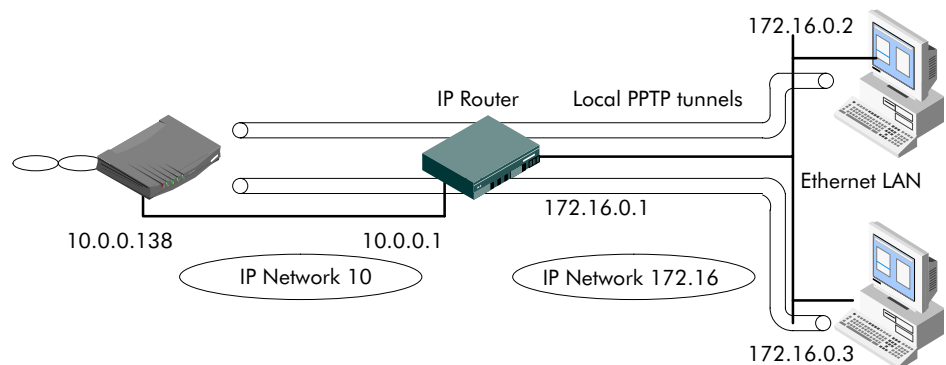 172.16.0.2
IP Router
Local PPTP tunnels
Ethernet LAN
172.16.0.1
10.0.0.138
10.0.0.1
IP Network 10
IP Network 172.16
172.16.0.3